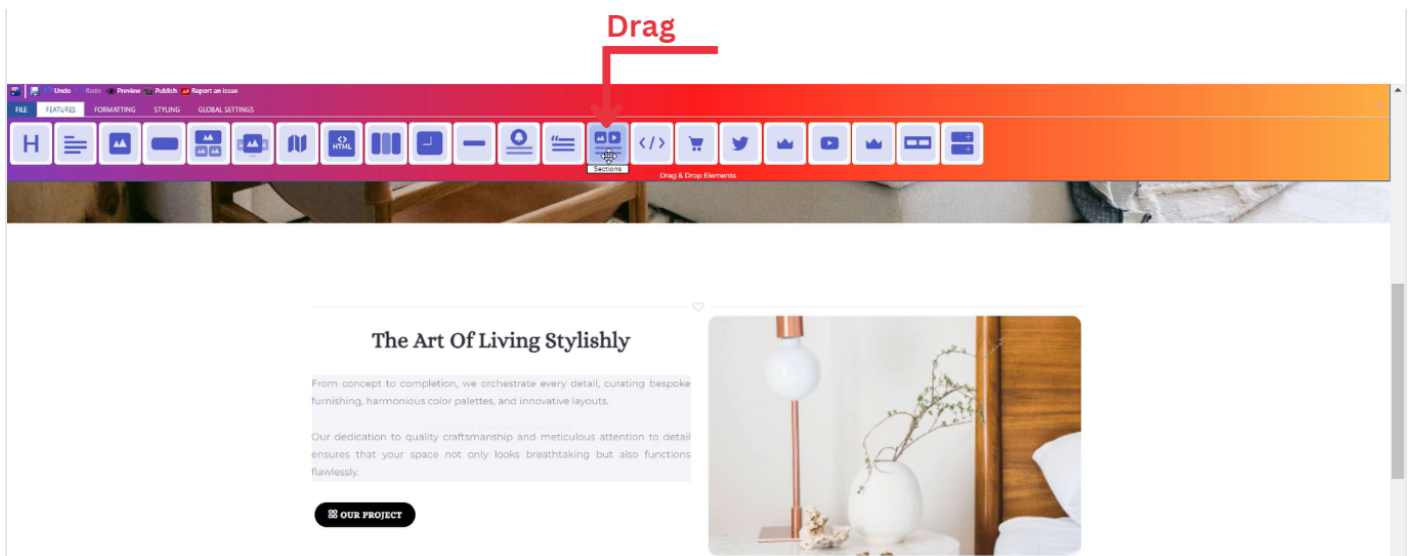 Drag
Undo Redo Preview Publish Report an issue
FILE FEATURES FORMATTING STYLING GLOBAL SETTINGS
H
HTML
Sections
Drag & Drop Elements
The Art Of Living Stylishly
From concept to completion, we orchestrate every detail, curating bespoke
furnishing, harmonious color palettes, and innovative layouts.
Our dedication to quality craftsmanship and meticulous attention to detail
ensures that your space not only looks breathtaking but also functions
flawlessly.
OUR PROJECT